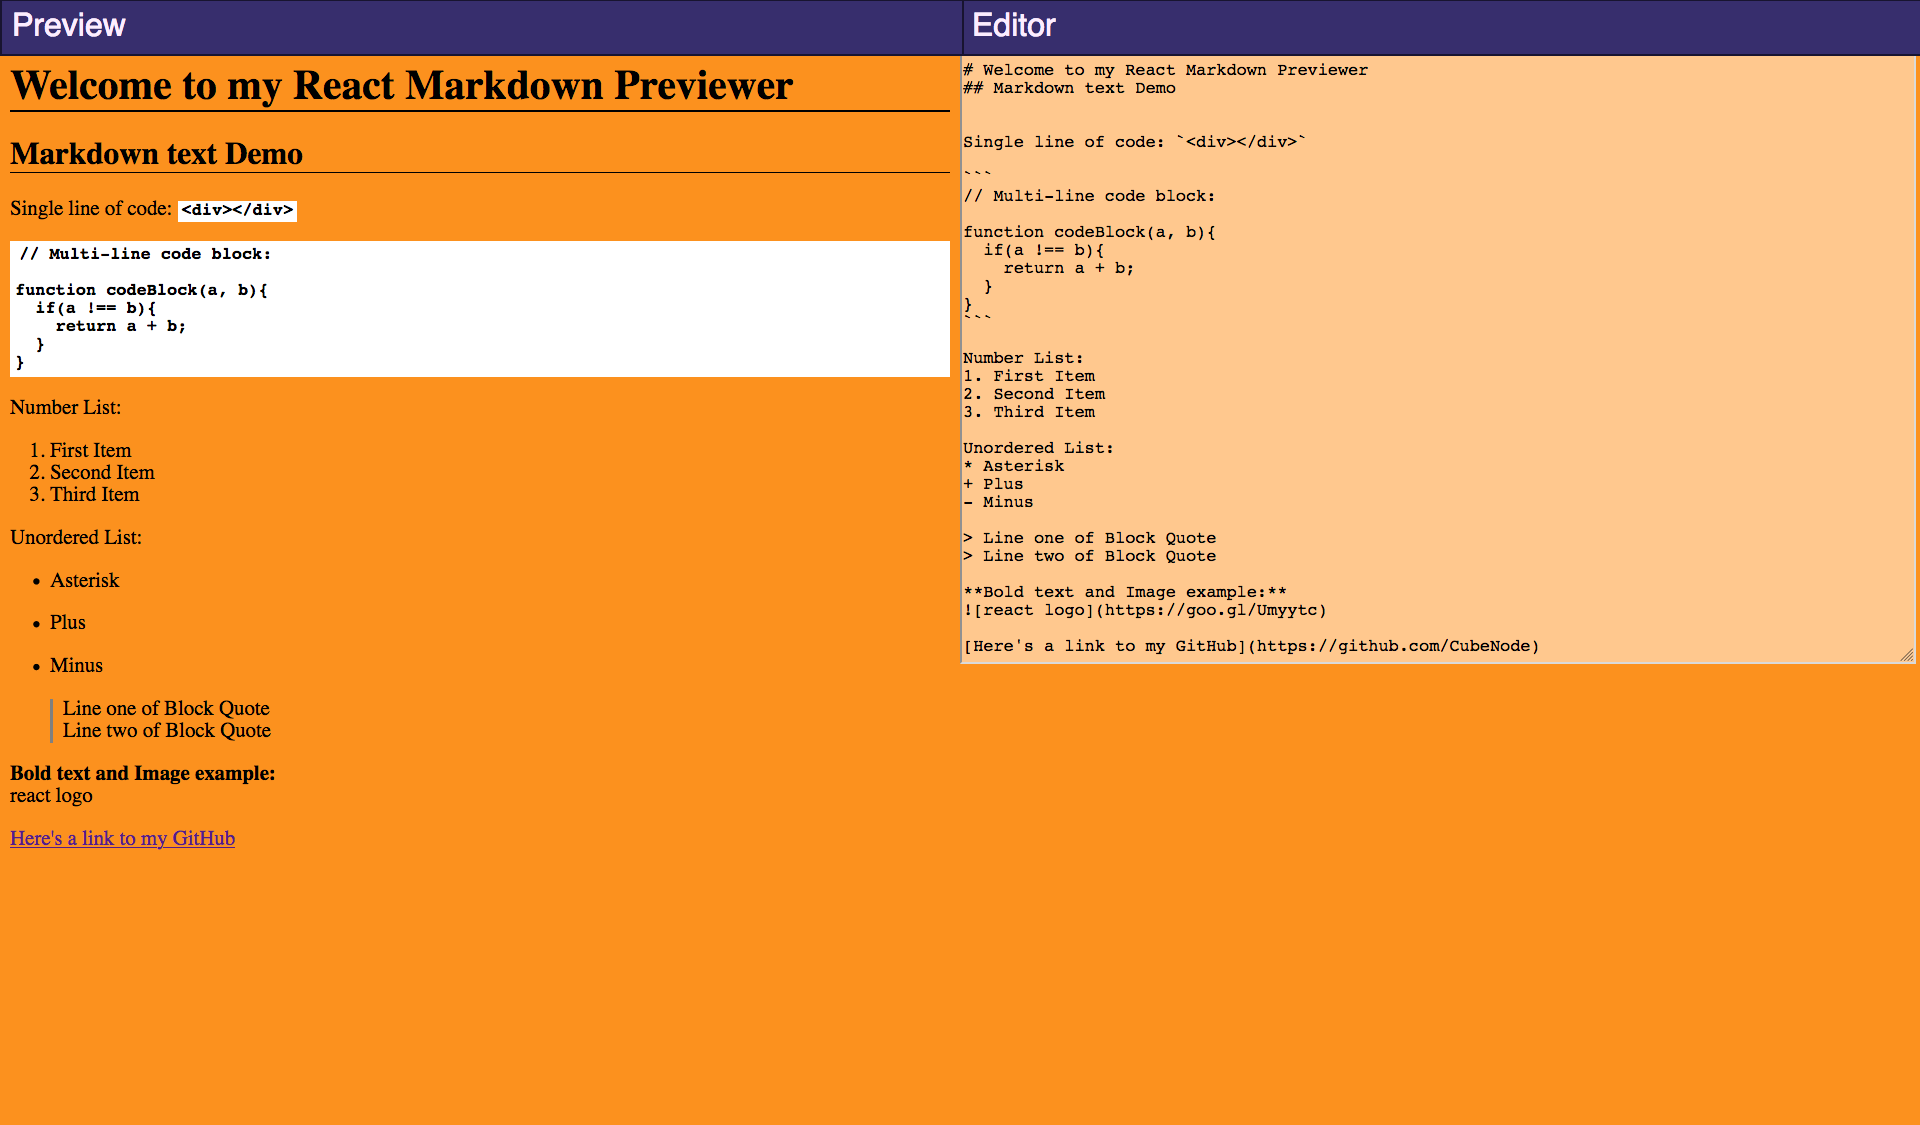 Preview
Welcome to my React Markdown Previewer
Markdown text Demo
Single line of code: <div></div>
// Multi-line code block:
function codeBlock(a, b){
  if(a !== b){
    return a + b;
  }
}
Number List:
1. First Item
2. Second Item
3. Third Item
Unordered List:
• Asterisk
• Plus
• Minus
Line one of Block Quote
Line two of Block Quote
Bold text and Image example:
react logo
Here's a link to my GitHub
Editor
# Welcome to my React Markdown Previewer
## Markdown text Demo
Single line of code: `<div></div>`
```
// Multi-line code block:
function codeBlock(a, b){
  if(a !== b){
    return a + b;
  }
}
```
Number List:
1. First Item
2. Second Item
3. Third Item
Unordered List:
* Asterisk
+ Plus
- Minus
> Line one of Block Quote
> Line two of Block Quote
**Bold text and Image example:**
![react logo](https://goo.gl/Umyytc)
[Here's a link to my GitHub](https://github.com/CubeNode)